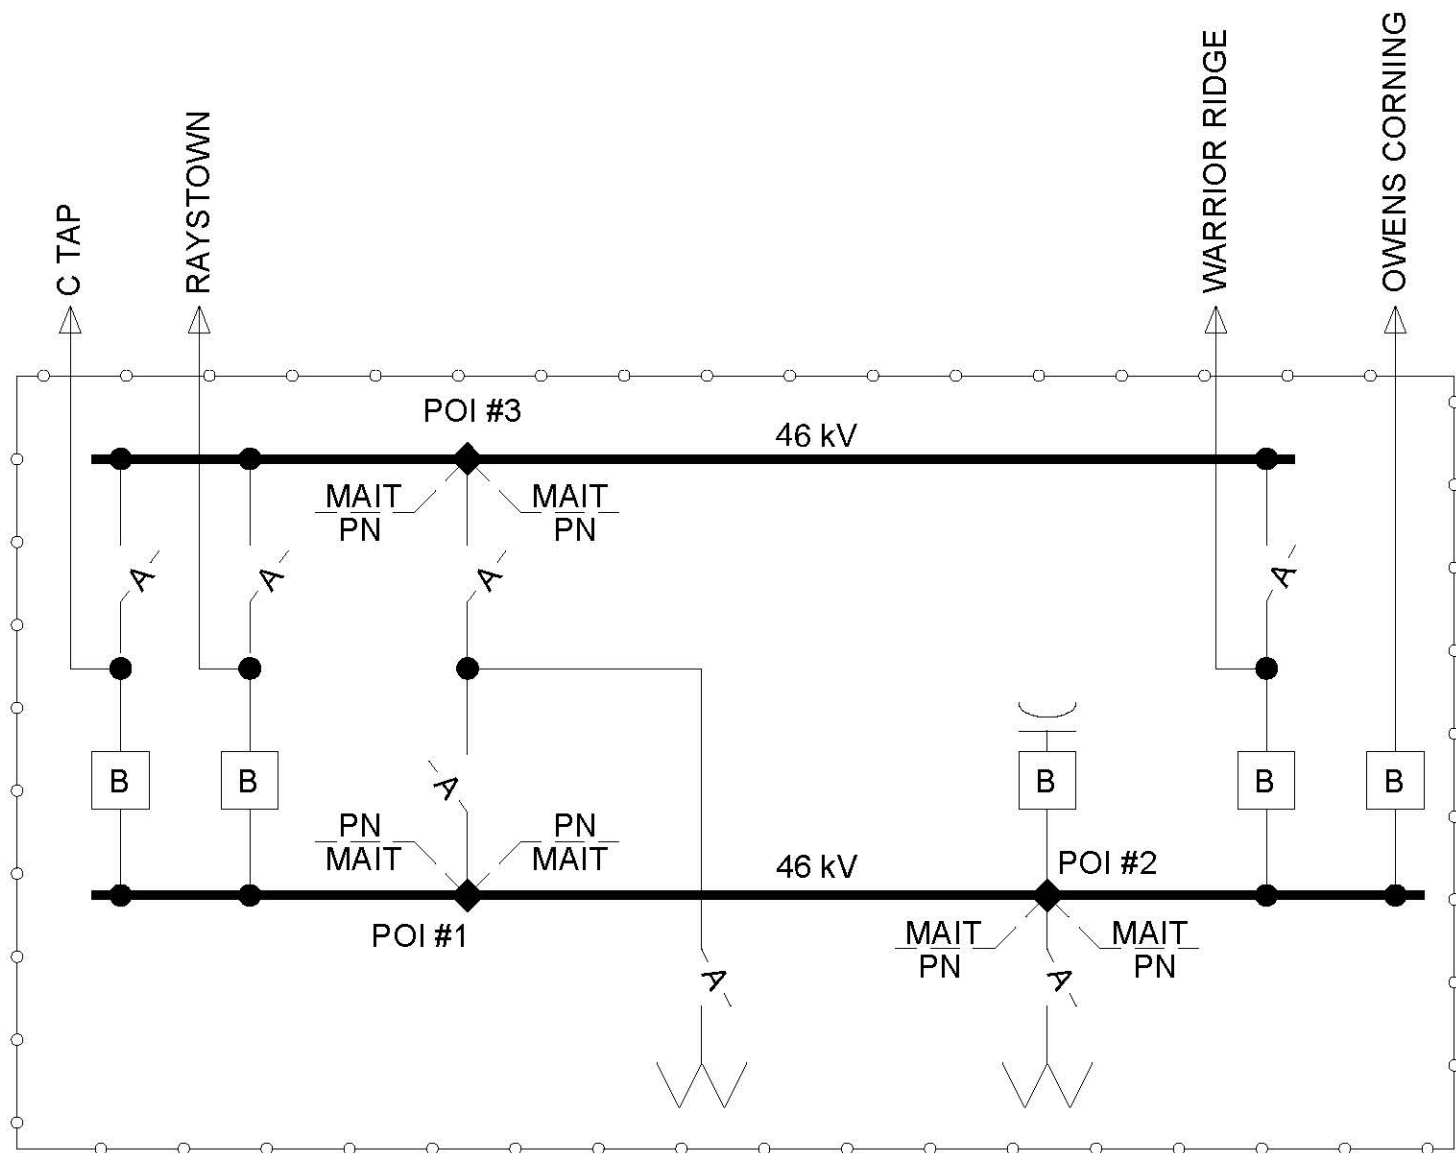 C TAP
RAYSTOWN
WARRIOR RIDGE
OWENS CORNING
POI #3
46 kV
MAIT
PN
MAIT
PN
A
A
A
A
B
B
A
B
B
B
PN
MAIT
PN
MAIT
46 kV
POI #2
POI #1
MAIT
PN
MAIT
PN
A
A